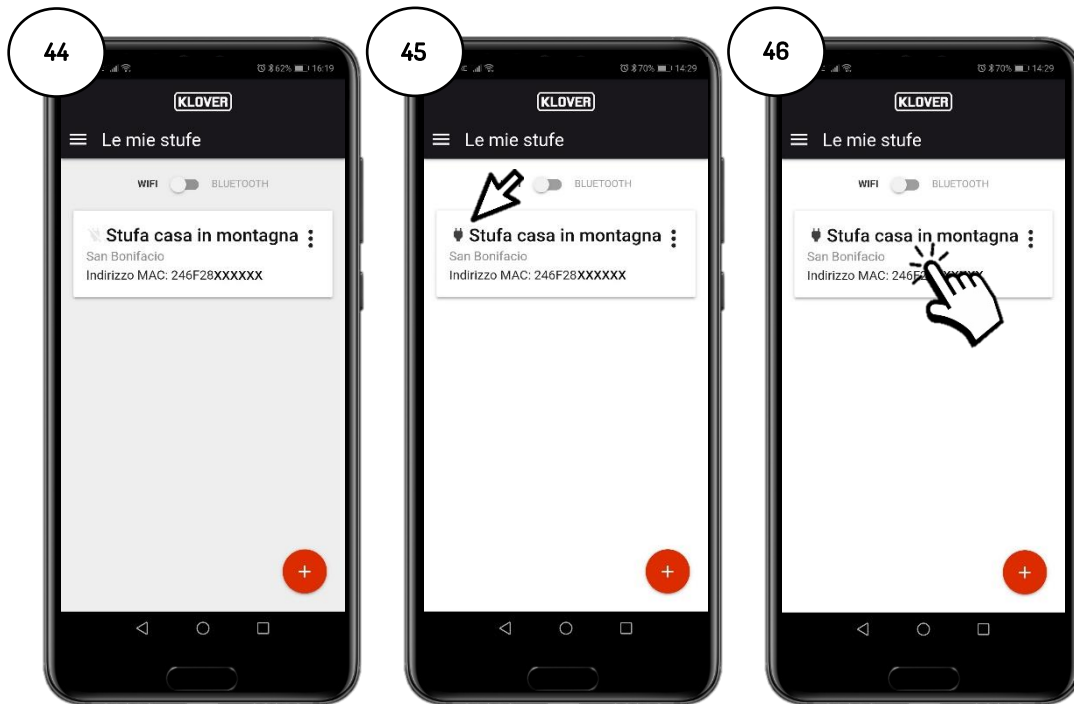 44
62% 16:19
KLOVER
Le mie stufe
WIFI BLUETOOTH
Stufa casa in montagna
San Bonifacio
Indirizzo MAC: 246F28XXXXXX
+
45
70% 14:29
KLOVER
Le mie stufe
BLUETOOTH
Stufa casa in montagna
San Bonifacio
Indirizzo MAC: 246F28XXXXXX
+
46
70% 14:29
KLOVER
Le mie stufe
WIFI BLUETOOTH
Stufa casa in montagna
San Bonifacio
Indirizzo MAC:
+